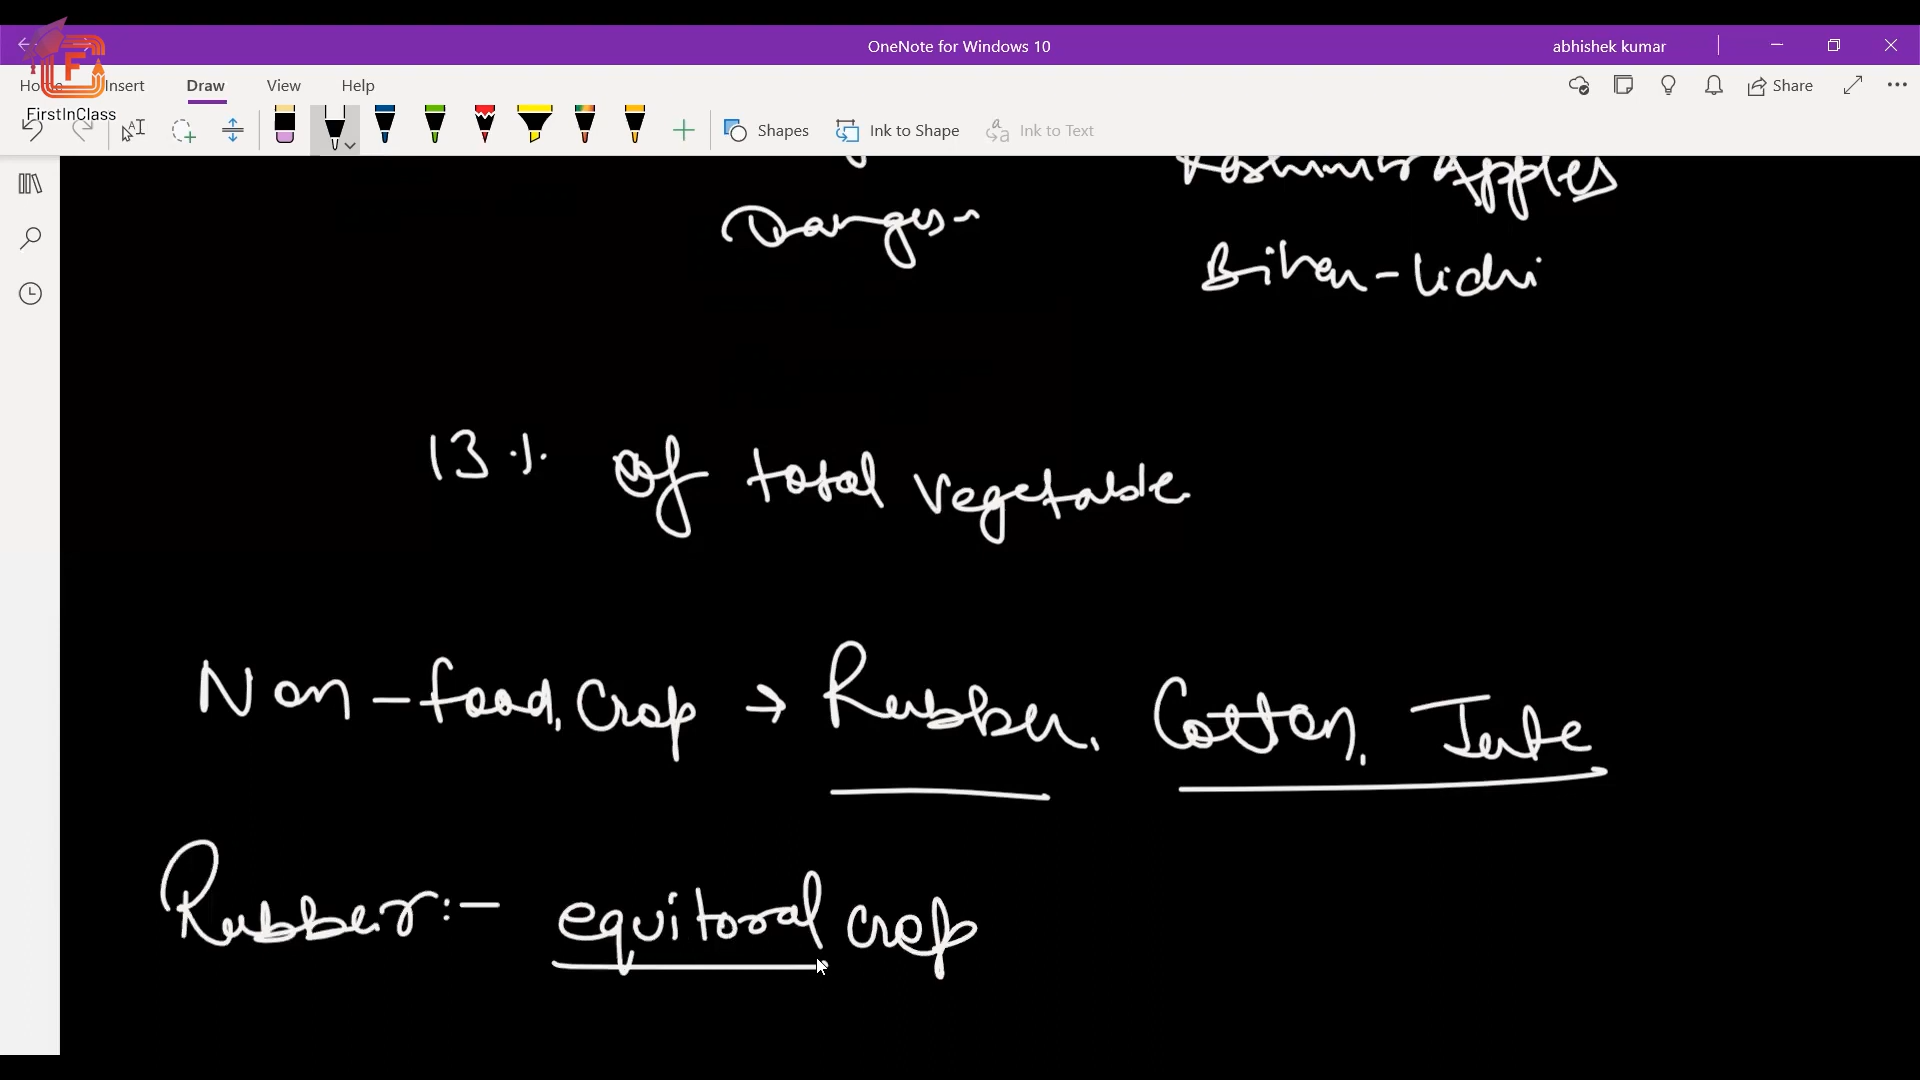 OneNote for Windows 10
abhishek kumar
Home Insert Draw View Help
Share
FirstInClass
Shapes Ink to Shape Ink to Text
Kashmir Apples
Oranges -
Bihar - lichi
13 % of total vegetable
Non - food, Crop → Rubber, Cotton, Jute
Rubber :- equitoral crop